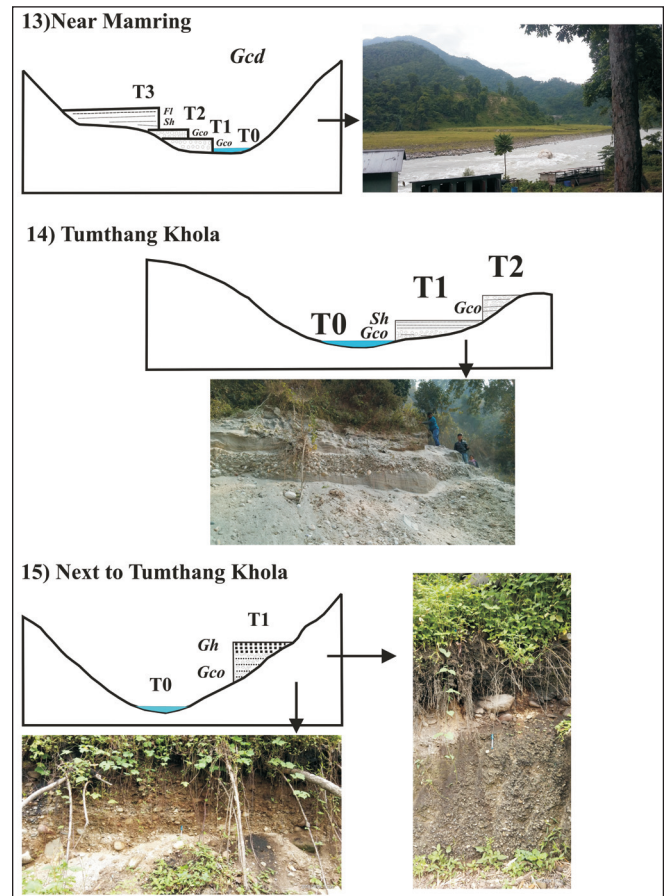 13)Near Mamring
Gcd
T3
Fl
Sh
T2
Gco
T1
Gco
T0
14) Tumthang Khola
T2
T1
Gco
T0
Sh
Gco
15) Next to Tumthang Khola
T1
Gh
Gco
T0